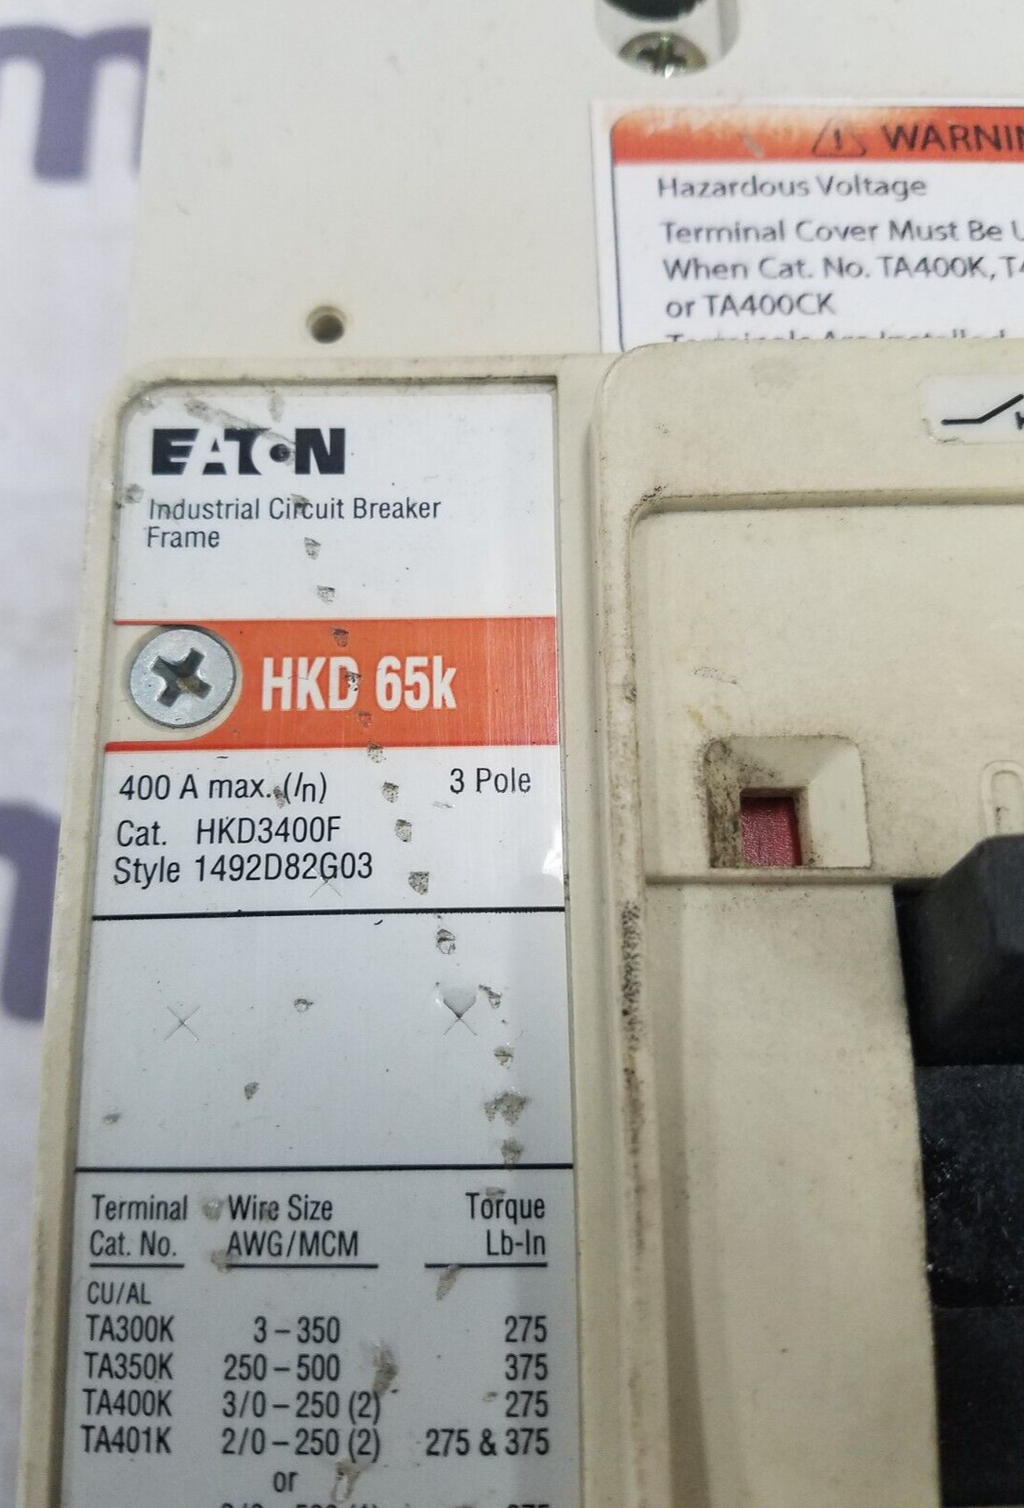 WARNIN
Hazardous Voltage
Terminal Cover Must Be U
When Cat. No. TA400K, T
or TA400CK
Terminals Are Installed
EATON
Industrial Circuit Breaker
Frame
HKD 65k
400 A max. (In) 3 Pole
Cat. HKD3400F
Style 1492D82G03
Terminal Wire Size Torque
Cat. No. AWG/MCM Lb-In
CU/AL
TA300K 3–350 275
TA350K 250–500 375
TA400K 3/0–250 (2) 275
TA401K 2/0–250 (2) 275 & 375
or